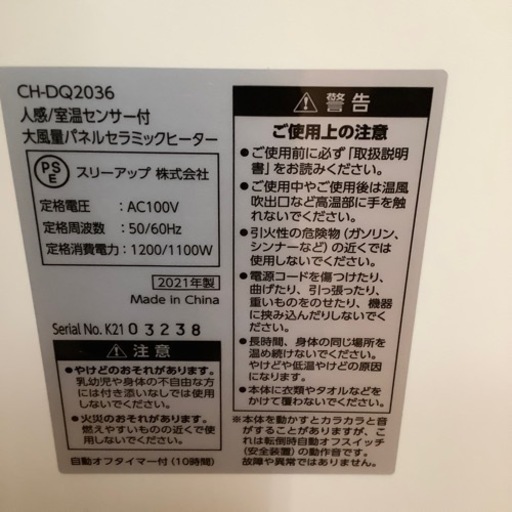 CH-DQ2036
人感/室温センサー付
大風量パネルセラミックヒーター
PSE
スリーアップ 株式会社
定格電圧 : AC100V
定格周波数 : 50/60Hz
定格消費電力 : 1200/1100W
2021年製
Made in China
Serial No. K21 03238
注意
●やけどのおそれがあります。
乳幼児や身体の不自由な方
には付き添いなしでは使用
しないでください。
●火災のおそれがあります。
燃えやすいものの近くで使
用しないでください。
自動オフタイマー付(10時間)
警告
ご使用上の注意
●ご使用前に必ず「取扱説明
書」をお読みください。
●ご使用中やご使用後は温風
吹出口など高温部に手を触
れないでください。
●引火性の危険物(ガソリン、
シンナーなど)の近くでは
使用しないでください。
●電源コードを傷つけたり、
曲げたり、引っ張ったり、
重いものをのせたり、機器
に挟み込んだりしないでく
ださい。
●長時間、身体の同じ場所を
温め続けないでください。
やけどや低温やけどの原因
になります。
●本体に衣類やタオルなどを
かけて覆わないでください。
※本体を動かすとカラカラと音
がすることがありますが、こ
れは転倒時自動オフスイッチ
(安全装置)の動作音です。
故障や異常ではありません。